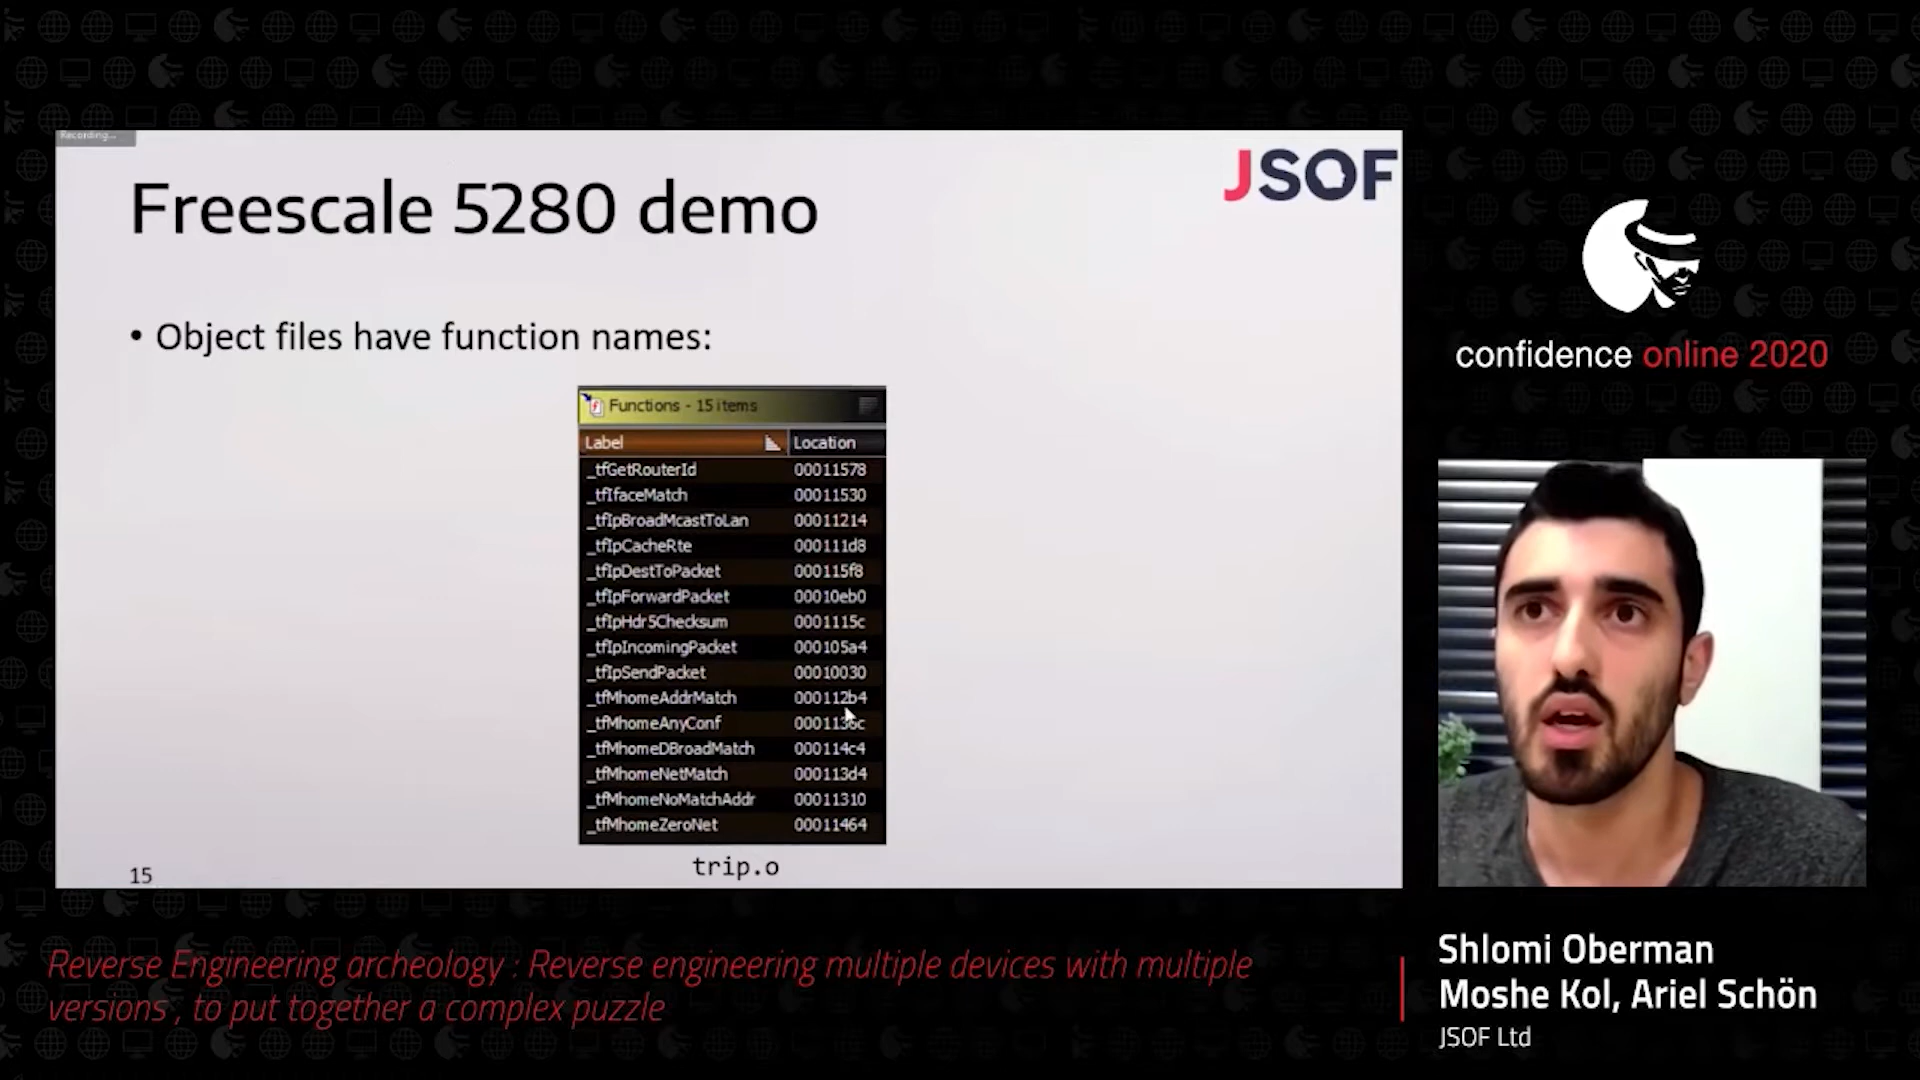 Recording...
JSOF
Freescale 5280 demo
• Object files have function names:
Functions - 15 items
Label Location
_tfGetRouterId 00011578
_tfIfaceMatch 00011530
_tfIpBroadMcastToLan 00011214
_tfIpCacheRte 000111d8
_tfIpDestToPacket 000115f8
_tfIpForwardPacket 00010eb0
_tfIpHdr5Checksum 0001115c
_tfIpIncomingPacket 000105a4
_tfIpSendPacket 00010030
_tfMhomeAddrMatch 000112b4
_tfMhomeAnyConf
_tfMhomeDBroadMatch 000114c4
_tfMhomeNetMatch 000113d4
_tfMhomeNoMatchAddr 00011310
_tfMhomeZeroNet 00011464
trip.o
15
confidence online 2020
Reverse Engineering archeology : Reverse engineering multiple devices with multiple
versions , to put together a complex puzzle
Shlomi Oberman
Moshe Kol, Ariel Schön
JSOF Ltd